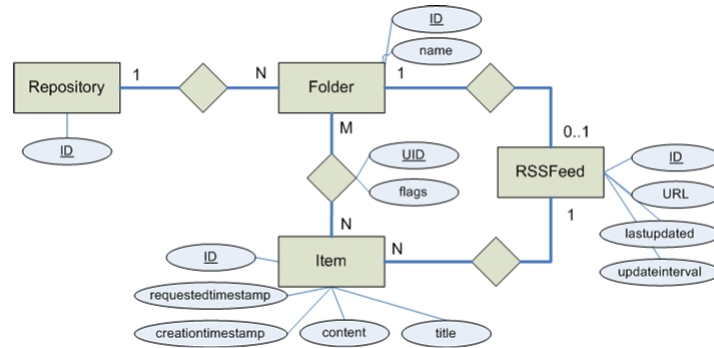 ID
name
1
N
1
Repository
Folder
ID
M
0..1
UID
flags
ID
RSSFeed
URL
N
1
lastupdated
ID
Item
N
updateinterval
requestedtimestamp
creationtimestamp
content
title